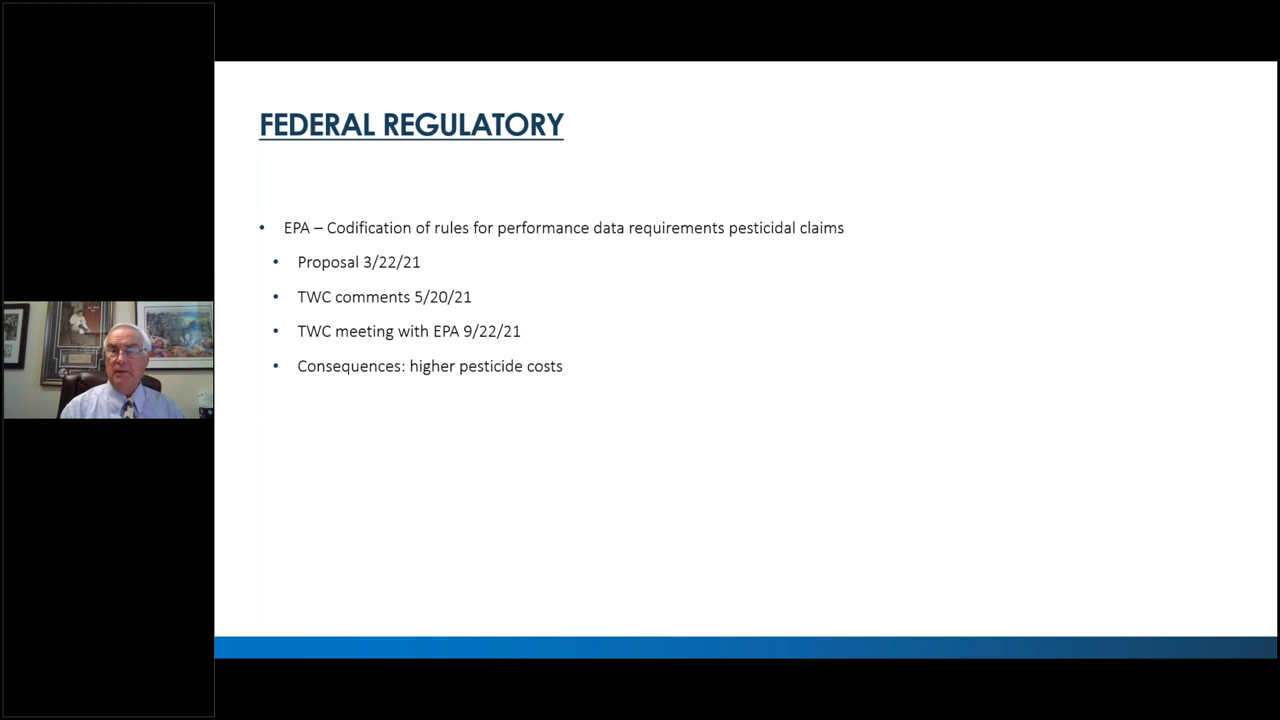 FEDERAL REGULATORY
• EPA – Codification of rules for performance data requirements pesticidal claims
• Proposal 3/22/21
• TWC comments 5/20/21
• TWC meeting with EPA 9/22/21
• Consequences: higher pesticide costs